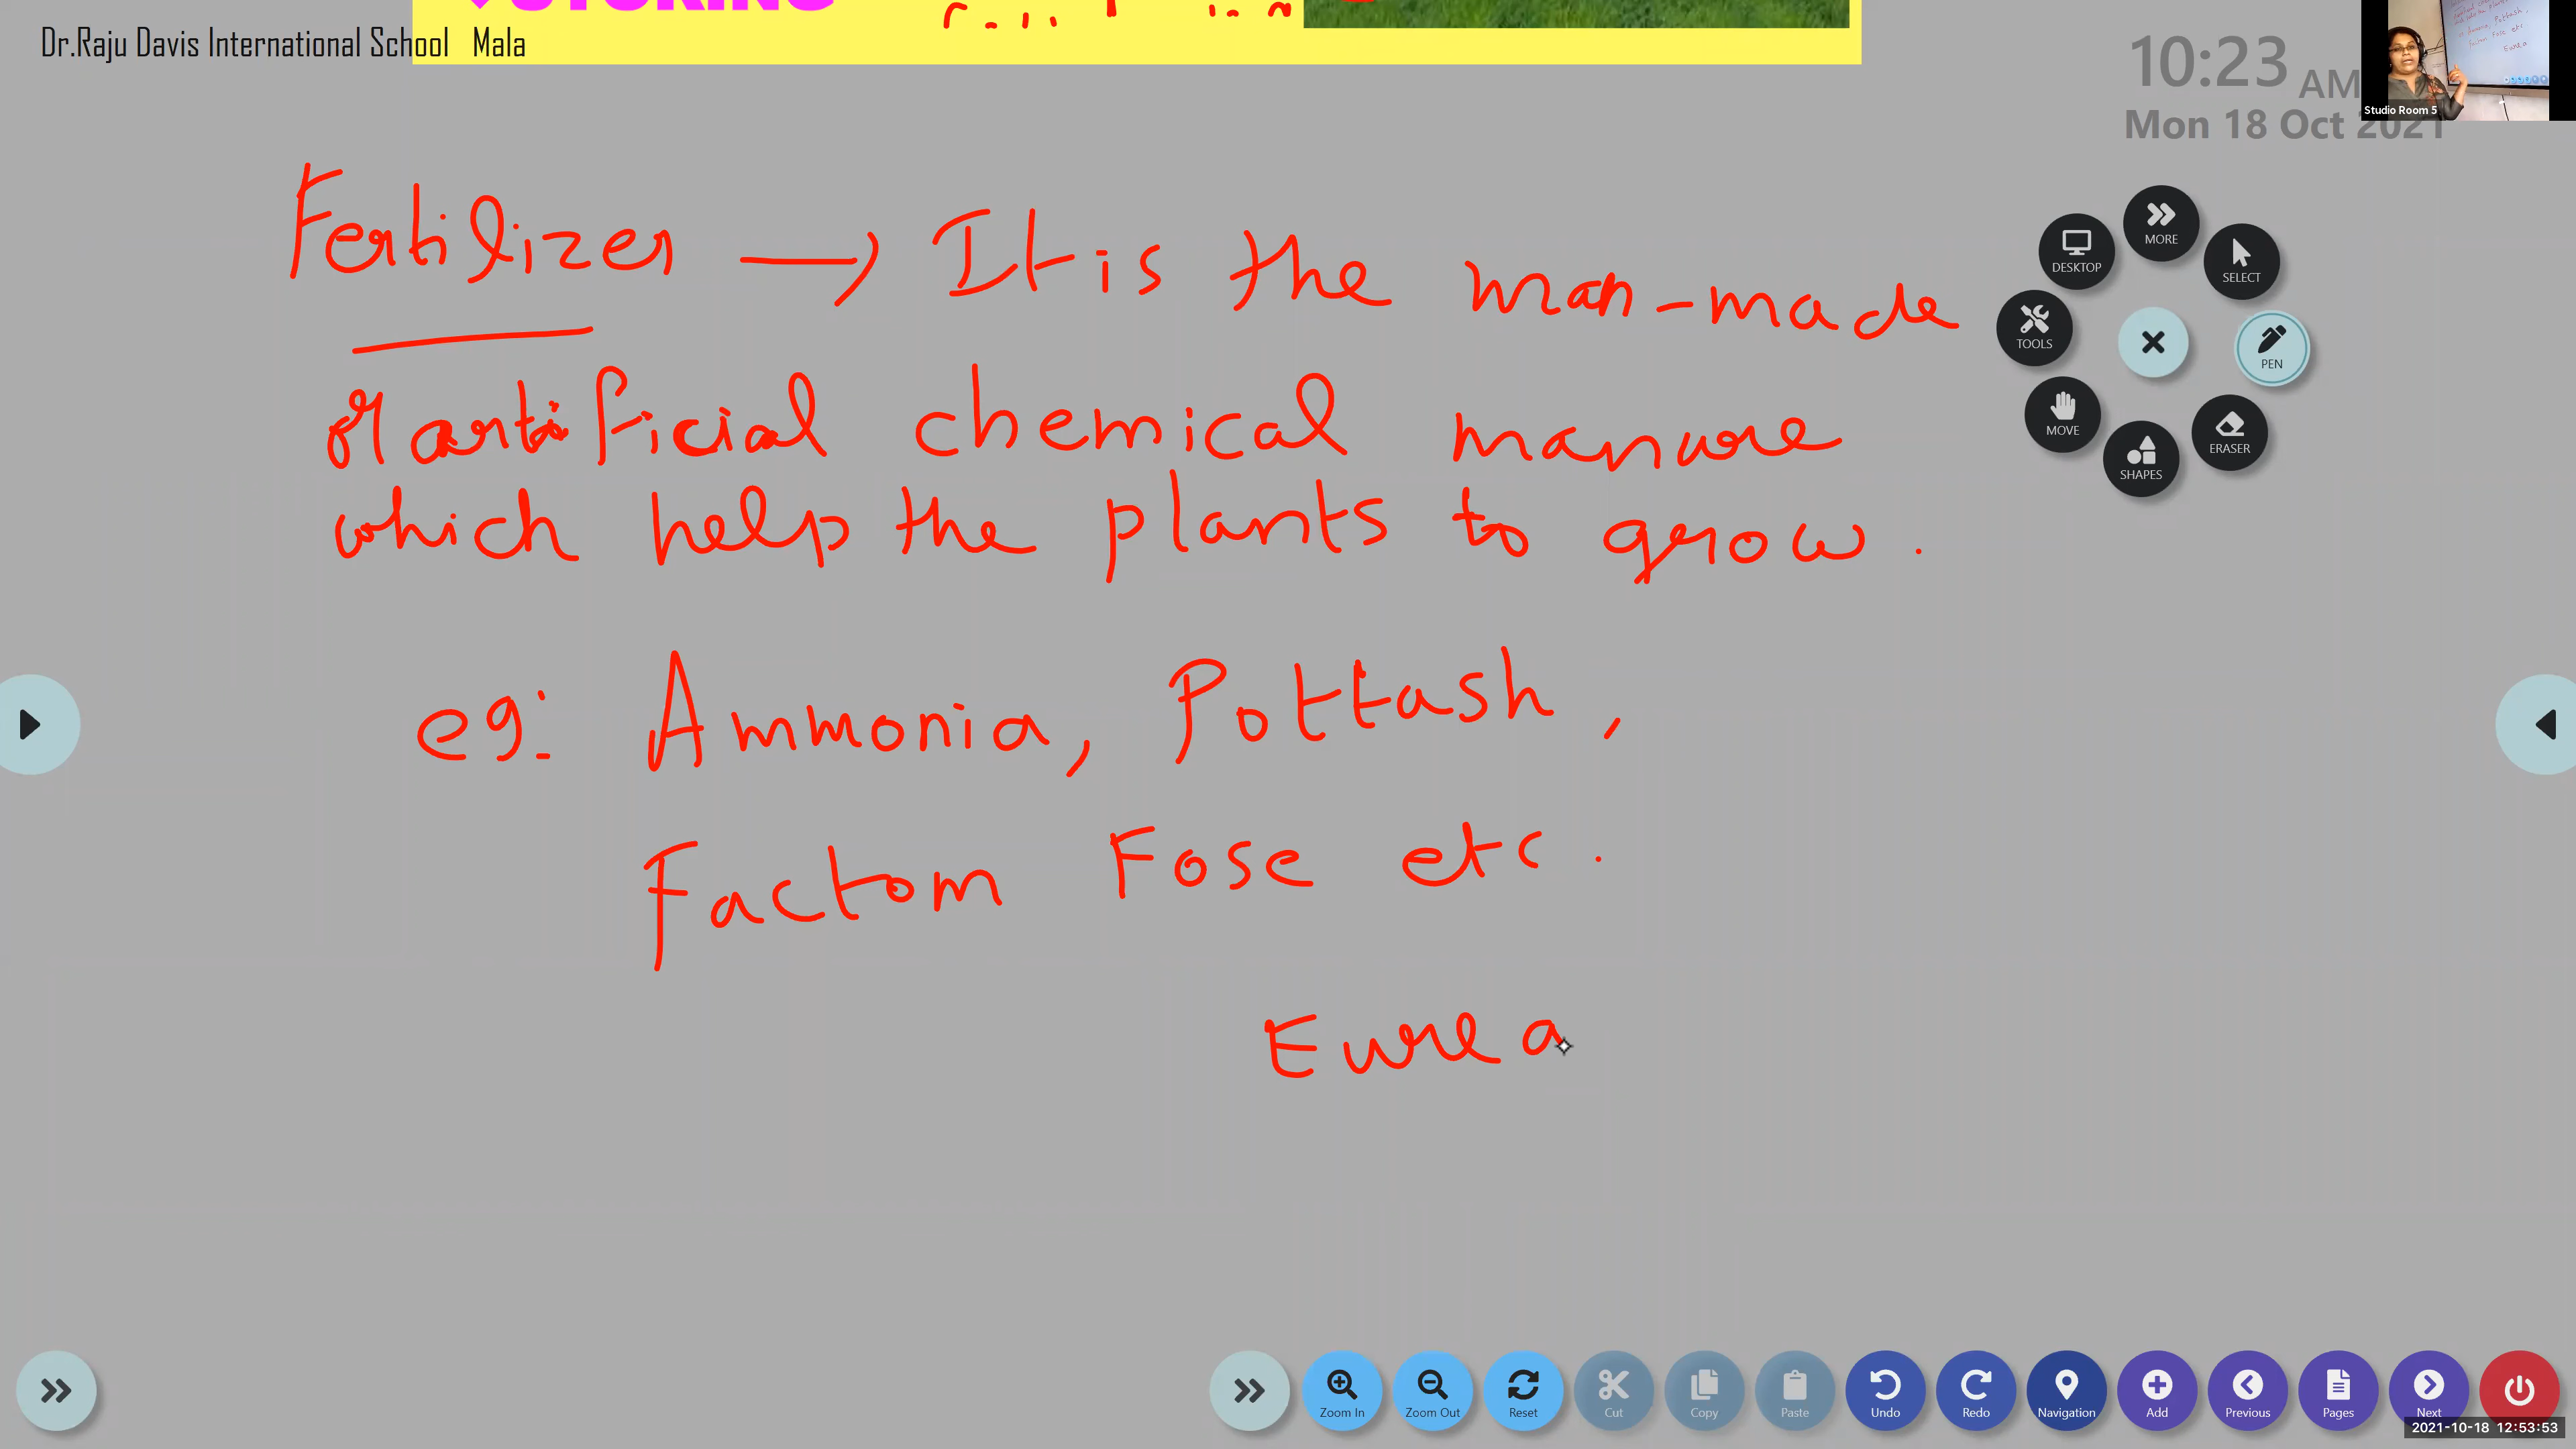 Dr.Raju Davis International School Mala
10:23 AM
Mon 18 Oct 2021
Studio Room 5
Fertilizer → It is the man-made
or artificial chemical manure
which help the plants to grow.
eg: Ammonia, Pottash,
Factom Fose etc.
Eurea
MORE
DESKTOP
SELECT
TOOLS
PEN
MOVE
ERASER
SHAPES
Zoom In Zoom Out Reset Cut Copy Paste Undo Redo Navigation Add Previous Pages Next
2021-10-18 12:53:53